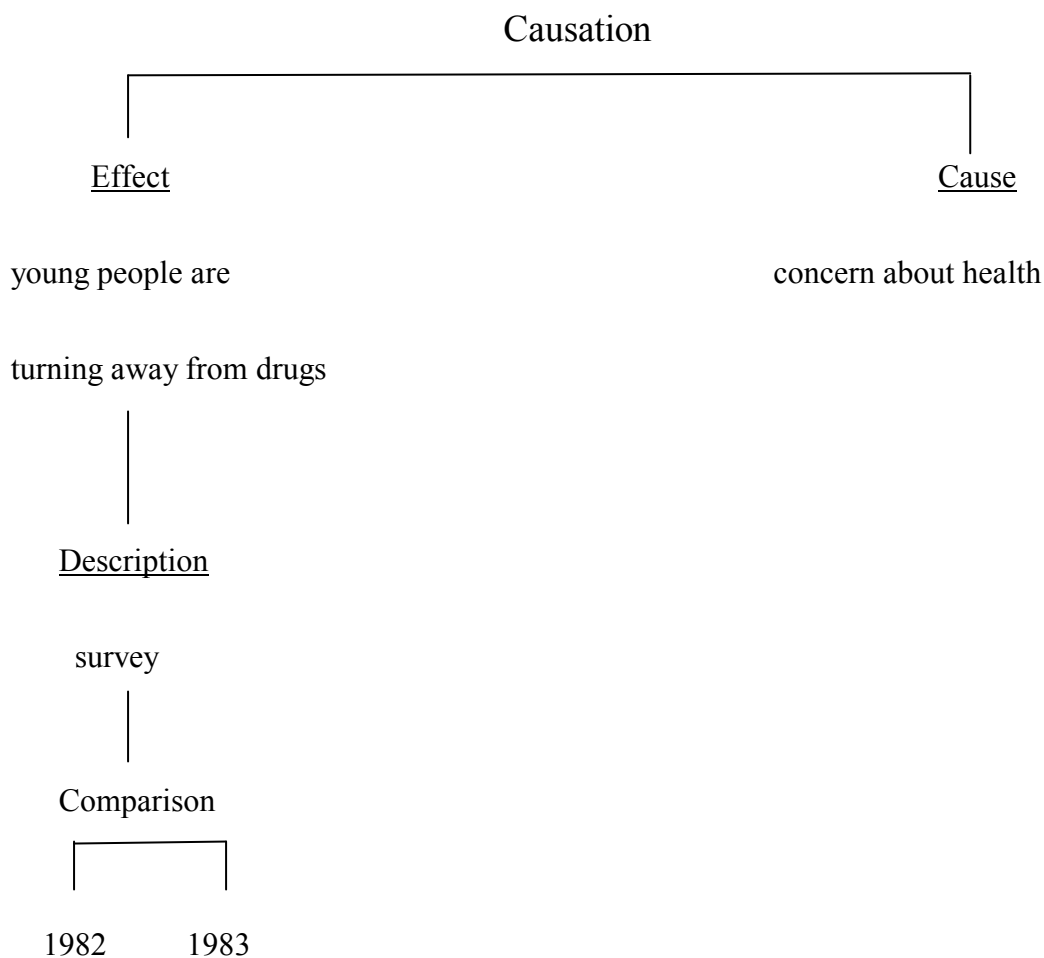 Causation
Effect
Cause
young people are
concern about health
turning away from drugs
Description
survey
Comparison
1982
1983